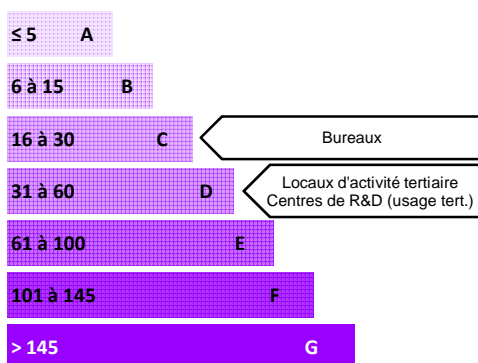 ≤ 5 A
6 à 15 B
16 à 30 C
Bureaux
31 à 60 D
Locaux d'activité tertiaire
Centres de R&D (usage tert.)
61 à 100 E
101 à 145 F
> 145 G